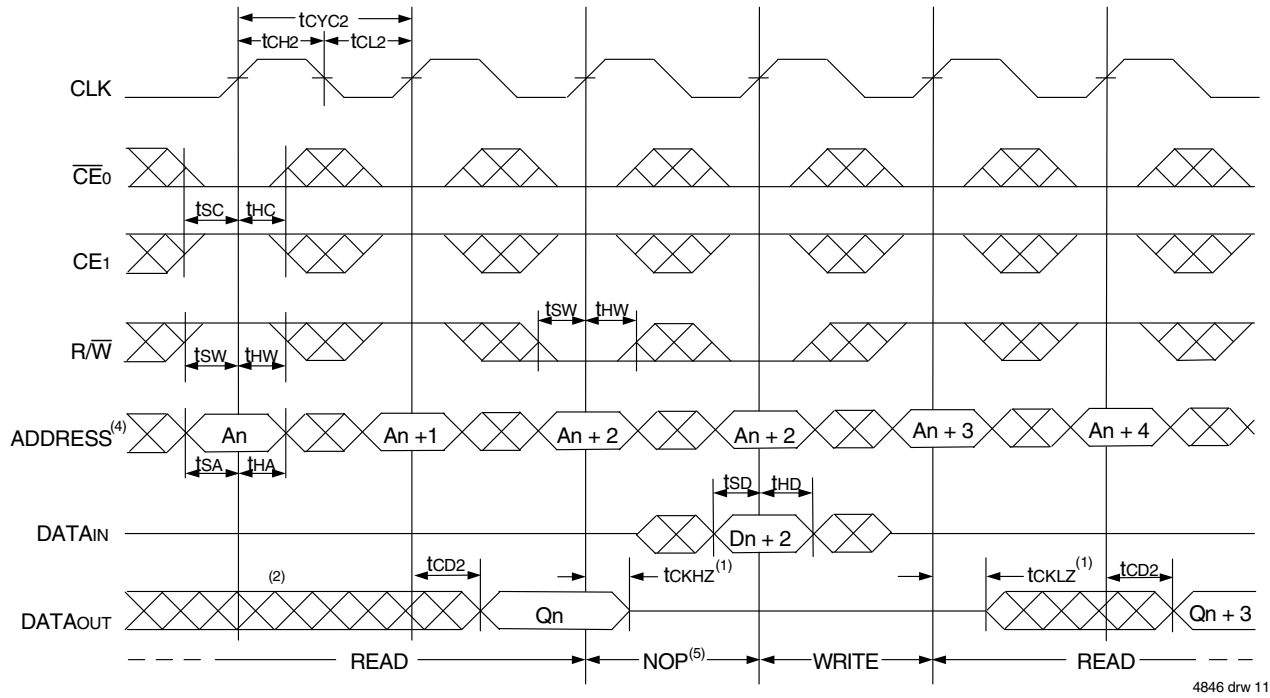 tCYC2
tCH2 tCL2
CLK
CE0
tSC tHC
CE1
tSW tHW
R/W
tSW tHW
ADDRESS(4) An An +1 An + 2 An + 2 An + 3 An + 4
tSA tHA
tSD tHD
DATAIN Dn + 2
(2) tCD2 tCKHZ(1) tCKLZ(1) tCD2
DATAOUT Qn Qn + 3
READ NOP(5) WRITE READ
4846 drw 11